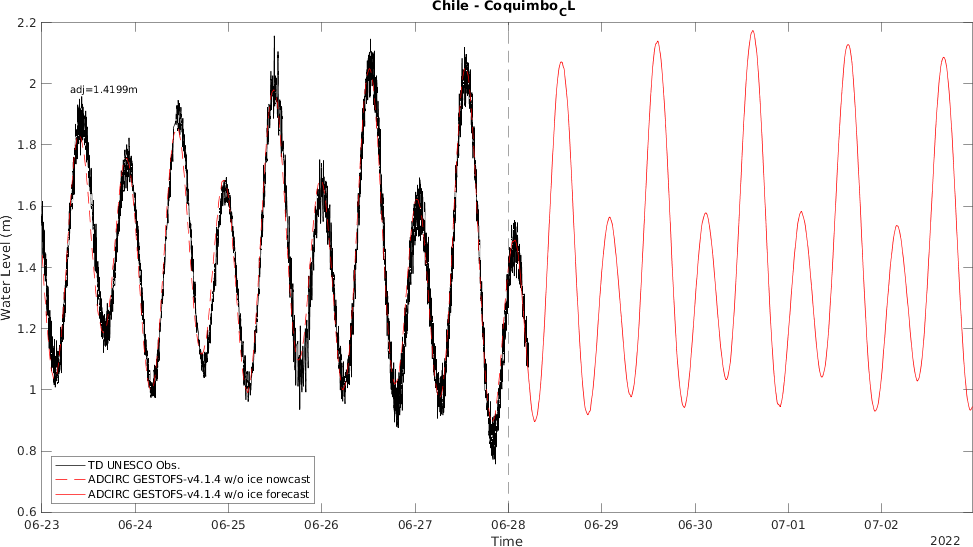 Chile - Coquimbo_CL
2.2
2
1.8
1.6
1.4
1.2
1
0.8
0.6
Water Level (m)
adj=1.4199m
TD UNESCO Obs.
ADCIRC GESTOFS-v4.1.4 w/o ice nowcast
ADCIRC GESTOFS-v4.1.4 w/o ice forecast
06-23 06-24 06-25 06-26 06-27 06-28 06-29 06-30 07-01 07-02
Time
2022